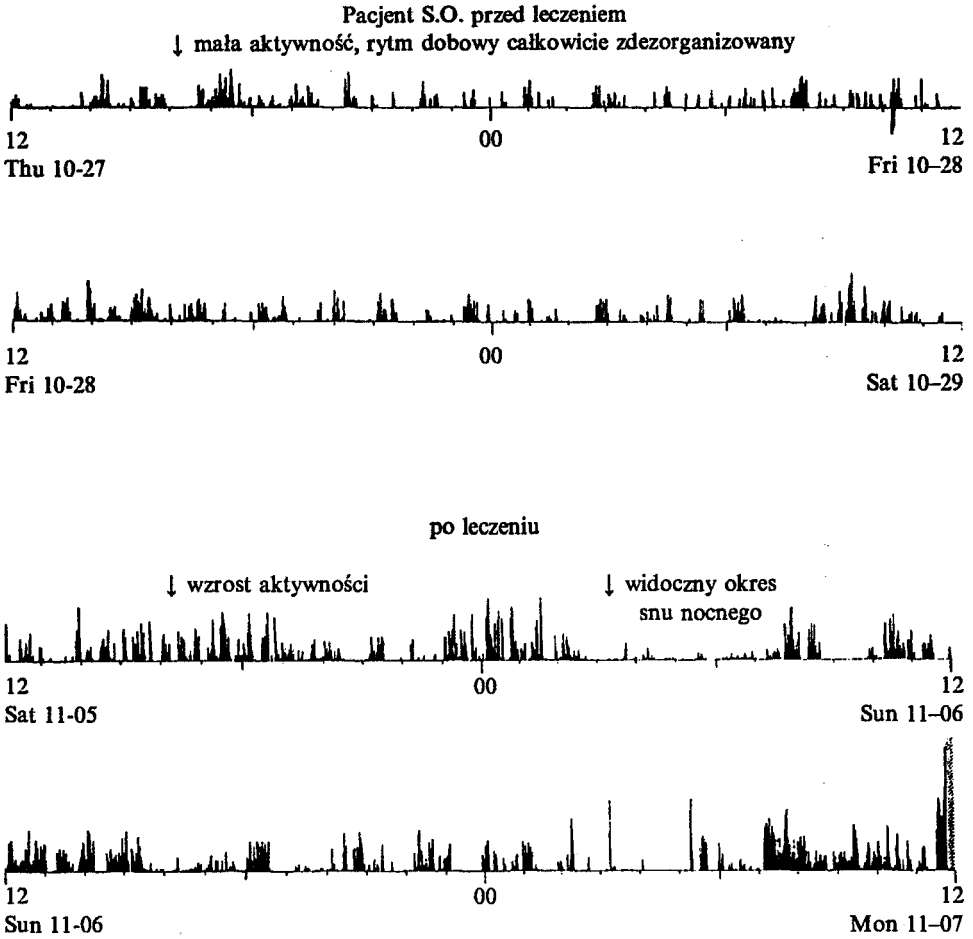 Pacjent S.O. przed leczeniem
↓ mała aktywność, rytm dobowy całkowicie zdezorganizowany
12 00 12
Thu 10-27 Fri 10–28
12 00 12
Fri 10-28 Sat 10–29
po leczeniu
↓ wzrost aktywności ↓ widoczny okres
snu nocnego
12 00 12
Sat 11-05 Sun 11–06
12 00 12
Sun 11-06 Mon 11–07